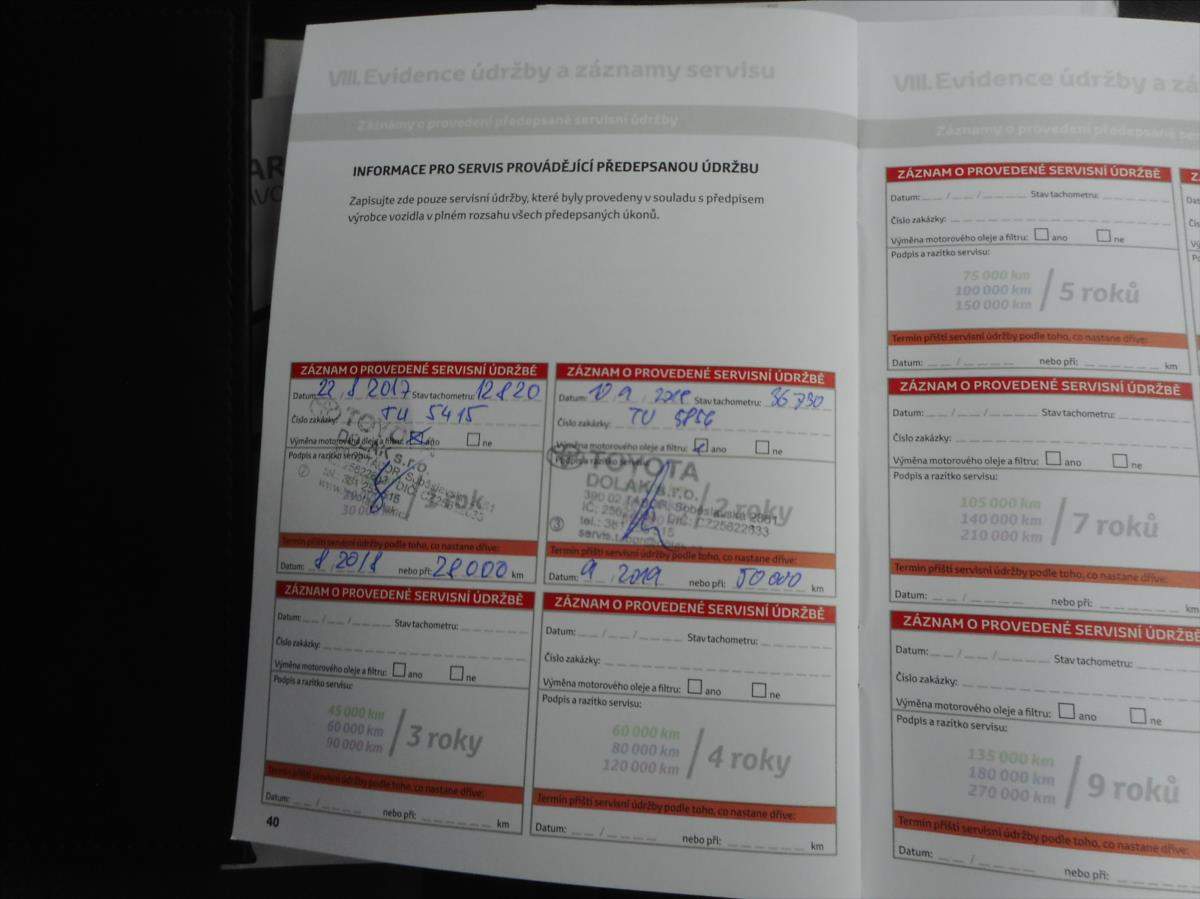 VIII. Evidence údržby a záznamy servisu
Záznamy o provedení předepsané servisní údržby
INFORMACE PRO SERVIS PROVÁDĚJÍCÍ PŘEDEPSANOU ÚDRŽBU
Zapisujte zde pouze servisní údržby, které byly provedeny v souladu s předpisem
výrobce vozidla v plném rozsahu všech předepsaných úkonů.
ZÁZNAM O PROVEDENÉ SERVISNÍ ÚDRŽBĚ
Datum: 22 8 2017 Stav tachometru: 12820
Číslo zakázky: TU 5415
Výměna motorového oleje a filtru: ano ne
Podpis a razítko servisu:
TOYOTA
DOLAK s.r.o.
1 rok
Termín příští servisní údržby podle toho, co nastane dříve:
Datum: 8 2018 nebo při: 28000 km
ZÁZNAM O PROVEDENÉ SERVISNÍ ÚDRŽBĚ
Datum: 10 9 Stav tachometru: 36730
Číslo zakázky: TU
Výměna motorového oleje a filtru: ano ne
Podpis a razítko servisu:
TOYOTA
DOLAK s.r.o.
390 02 TÁBOR, Soběslavská
DIČ: CZ25622633
2 roky
Termín příští servisní údržby podle toho, co nastane dříve:
Datum: 9 2019 nebo při: 50000 km
ZÁZNAM O PROVEDENÉ SERVISNÍ ÚDRŽBĚ
Datum: / / Stav tachometru:
Číslo zakázky:
Výměna motorového oleje a filtru: ano ne
Podpis a razítko servisu:
45 000 km
60 000 km
90 000 km
3 roky
Termín příští servisní údržby podle toho, co nastane dříve:
Datum: / nebo při: km
ZÁZNAM O PROVEDENÉ SERVISNÍ ÚDRŽBĚ
Datum: / / Stav tachometru:
Číslo zakázky:
Výměna motorového oleje a filtru: ano ne
Podpis a razítko servisu:
60 000 km
80 000 km
120 000 km
4 roky
Termín příští servisní údržby podle toho, co nastane dříve:
Datum: / nebo při: km
40
VIII. Evidence údržby a zá
Záznamy o provedení předepsané servisn
ZÁZNAM O PROVEDENÉ SERVISNÍ ÚDRŽBĚ
Datum: / / Stav tachometru:
Číslo zakázky:
Výměna motorového oleje a filtru: ano ne
Podpis a razítko servisu:
75 000 km
100 000 km
150 000 km
5 roků
Termín příští servisní údržby podle toho, co nastane dříve:
Datum: / nebo při: km
ZÁZNAM O PROVEDENÉ SERVISNÍ ÚDRŽBĚ
Datum: / / Stav tachometru:
Číslo zakázky:
Výměna motorového oleje a filtru: ano ne
Podpis a razítko servisu:
105 000 km
140 000 km
210 000 km
7 roků
Termín příští servisní údržby podle toho, co nastane dříve:
Datum: / nebo při: km
ZÁZNAM O PROVEDENÉ SERVISNÍ ÚDRŽBĚ
Datum: / / Stav tachometru:
Číslo zakázky:
Výměna motorového oleje a filtru: ano ne
Podpis a razítko servisu:
135 000 km
180 000 km
270 000 km
9 roků
Termín příští servisní údržby podle toho, co nastane dříve:
Datum: / nebo při: km